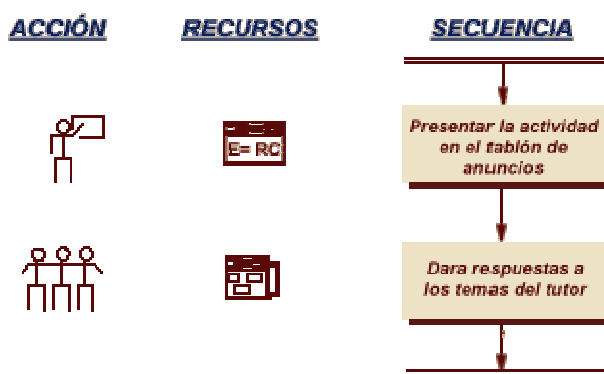 ACCIÓN RECURSOS SECUENCIA
Presentar la actividad
en el tablón de
anuncios
E= RC
Dara respuestas a
los temas del tutor